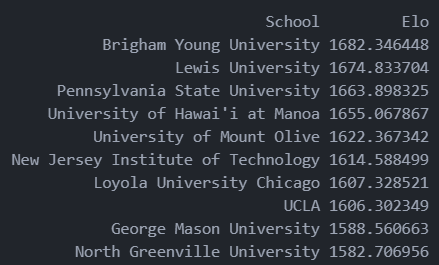 School Elo
Brigham Young University 1682.346448
Lewis University 1674.833704
Pennsylvania State University 1663.898325
University of Hawai'i at Manoa 1655.067867
University of Mount Olive 1622.367342
New Jersey Institute of Technology 1614.588499
Loyola University Chicago 1607.328521
UCLA 1606.302349
George Mason University 1588.560663
North Greenville University 1582.706956